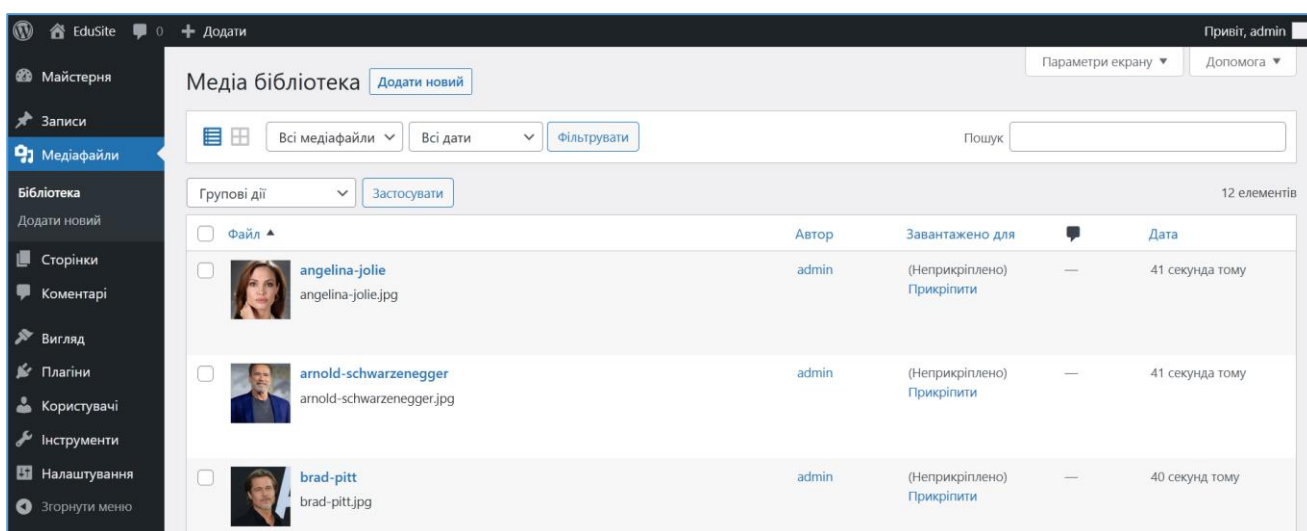 EduSite 0 + Додати Привіт, admin
Майстерня
Записи
Медіафайли
Бібліотека
Додати новий
Сторінки
Коментарі
Вигляд
Плагіни
Користувачі
Інструменти
Налаштування
Згорнути меню
Параметри екрану Допомога
Медіа бібліотека Додати новий
Всі медіафайли Всі дати Фільтрувати Пошук
Групові дії Застосувати 12 елементів
Файл Автор Завантажено для Дата
angelina-jolie admin (Неприкріплено) — 41 секунда тому
angelina-jolie.jpg Прикріпити
arnold-schwarzenegger admin (Неприкріплено) — 41 секунда тому
arnold-schwarzenegger.jpg Прикріпити
brad-pitt admin (Неприкріплено) — 40 секунд тому
brad-pitt.jpg Прикріпити